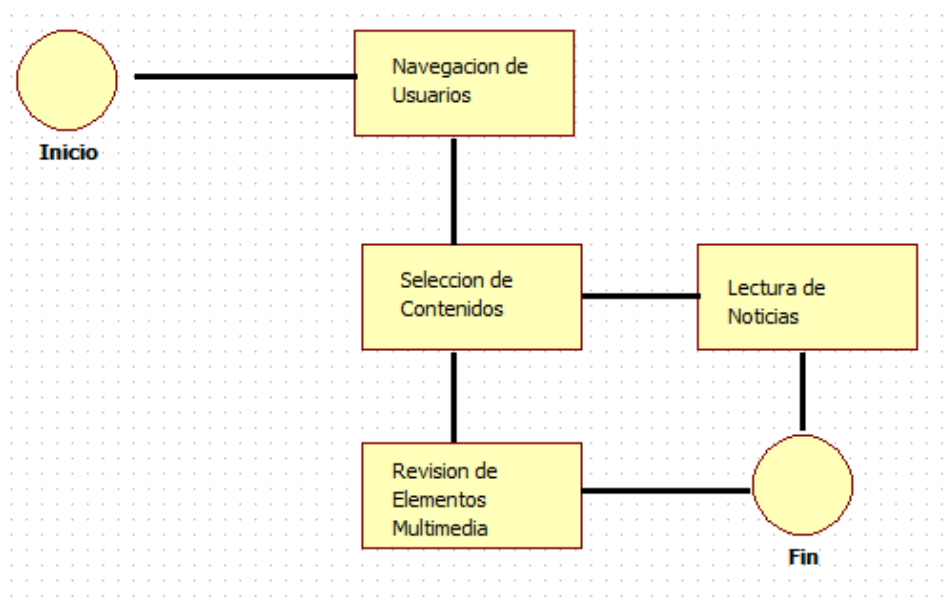 Inicio
Navegacion de
Usuarios
Seleccion de
Contenidos
Lectura de
Noticias
Revision de
Elementos
Multimedia
Fin